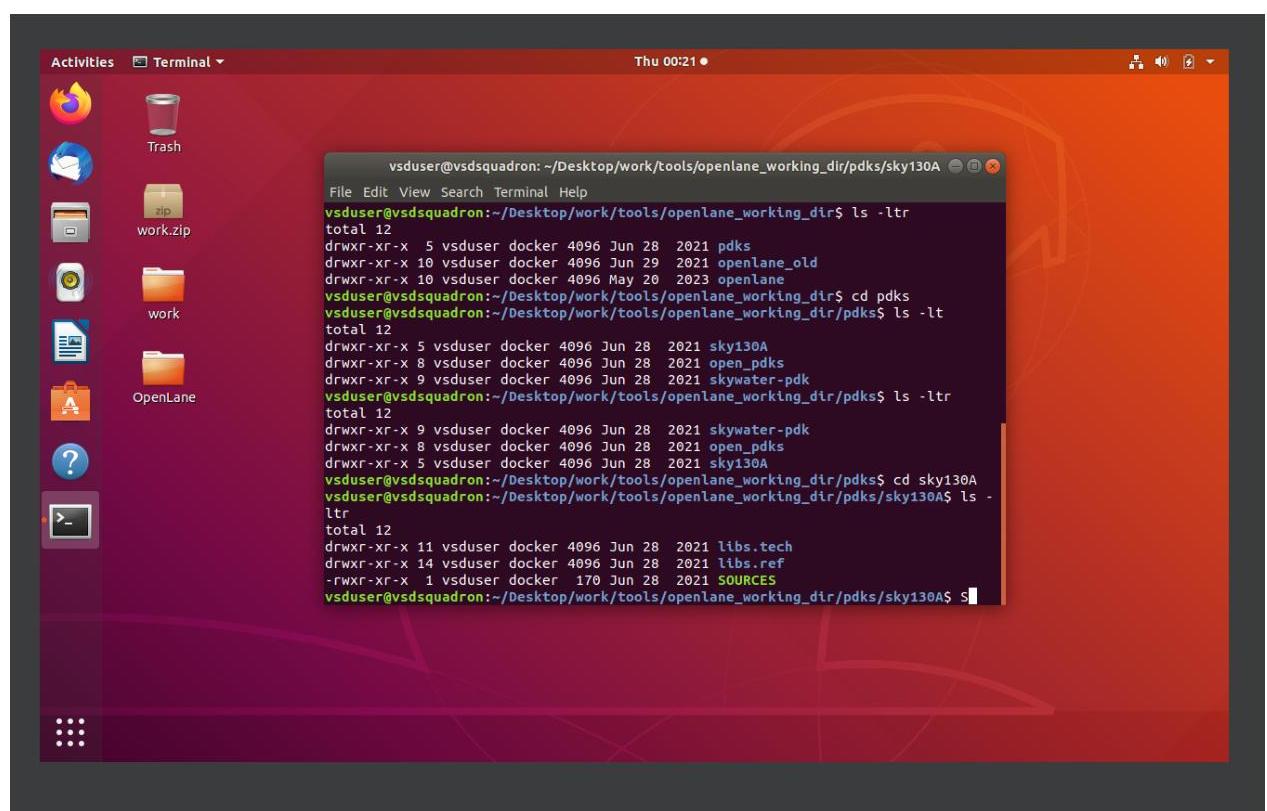 Activities Terminal Thu 00:21
Trash
zip
work.zip
work
OpenLane
vsduser@vsdsquadron: ~/Desktop/work/tools/openlane_working_dir/pdks/sky130A
File Edit View Search Terminal Help
vsduser@vsdsquadron:~/Desktop/work/tools/openlane_working_dir$ ls -ltr
total 12
drwxr-xr-x  5 vsduser docker 4096 Jun 28  2021 pdks
drwxr-xr-x 10 vsduser docker 4096 Jun 29  2021 openlane_old
drwxr-xr-x 10 vsduser docker 4096 May 20  2023 openlane
vsduser@vsdsquadron:~/Desktop/work/tools/openlane_working_dir$ cd pdks
vsduser@vsdsquadron:~/Desktop/work/tools/openlane_working_dir/pdks$ ls -lt
total 12
drwxr-xr-x 5 vsduser docker 4096 Jun 28  2021 sky130A
drwxr-xr-x 8 vsduser docker 4096 Jun 28  2021 open_pdks
drwxr-xr-x 9 vsduser docker 4096 Jun 28  2021 skywater-pdk
vsduser@vsdsquadron:~/Desktop/work/tools/openlane_working_dir/pdks$ ls -ltr
total 12
drwxr-xr-x 9 vsduser docker 4096 Jun 28  2021 skywater-pdk
drwxr-xr-x 8 vsduser docker 4096 Jun 28  2021 open_pdks
drwxr-xr-x 5 vsduser docker 4096 Jun 28  2021 sky130A
vsduser@vsdsquadron:~/Desktop/work/tools/openlane_working_dir/pdks$ cd sky130A
vsduser@vsdsquadron:~/Desktop/work/tools/openlane_working_dir/pdks/sky130A$ ls -
ltr
total 12
drwxr-xr-x 11 vsduser docker 4096 Jun 28  2021 libs.tech
drwxr-xr-x 14 vsduser docker 4096 Jun 28  2021 libs.ref
-rwxr-xr-x  1 vsduser docker  170 Jun 28  2021 SOURCES
vsduser@vsdsquadron:~/Desktop/work/tools/openlane_working_dir/pdks/sky130A$ S